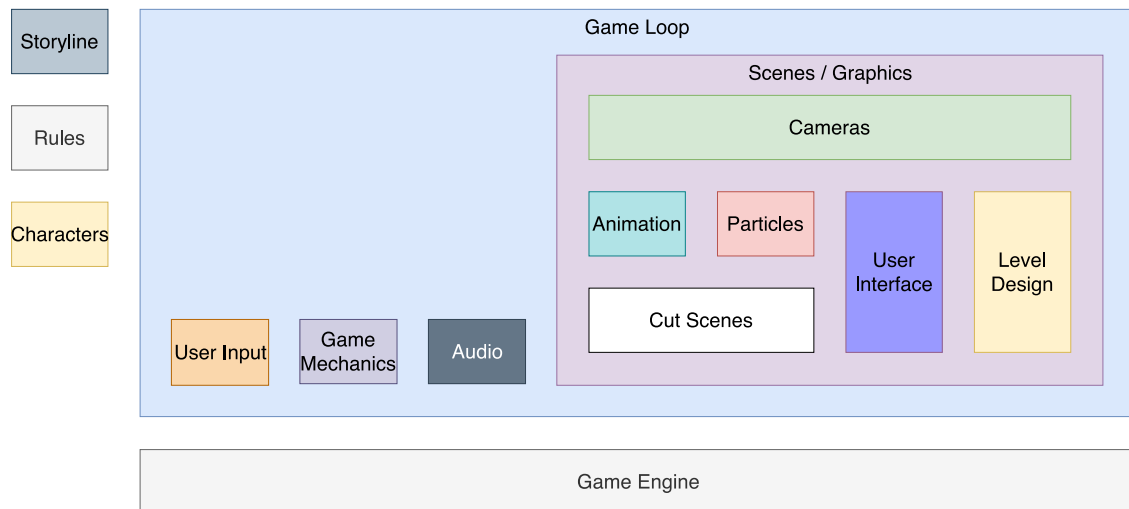 Storyline
Rules
Characters
Game Loop
Scenes / Graphics
Cameras
Animation
Particles
User
Interface
Level
Design
Cut Scenes
User Input
Game
Mechanics
Audio
Game Engine